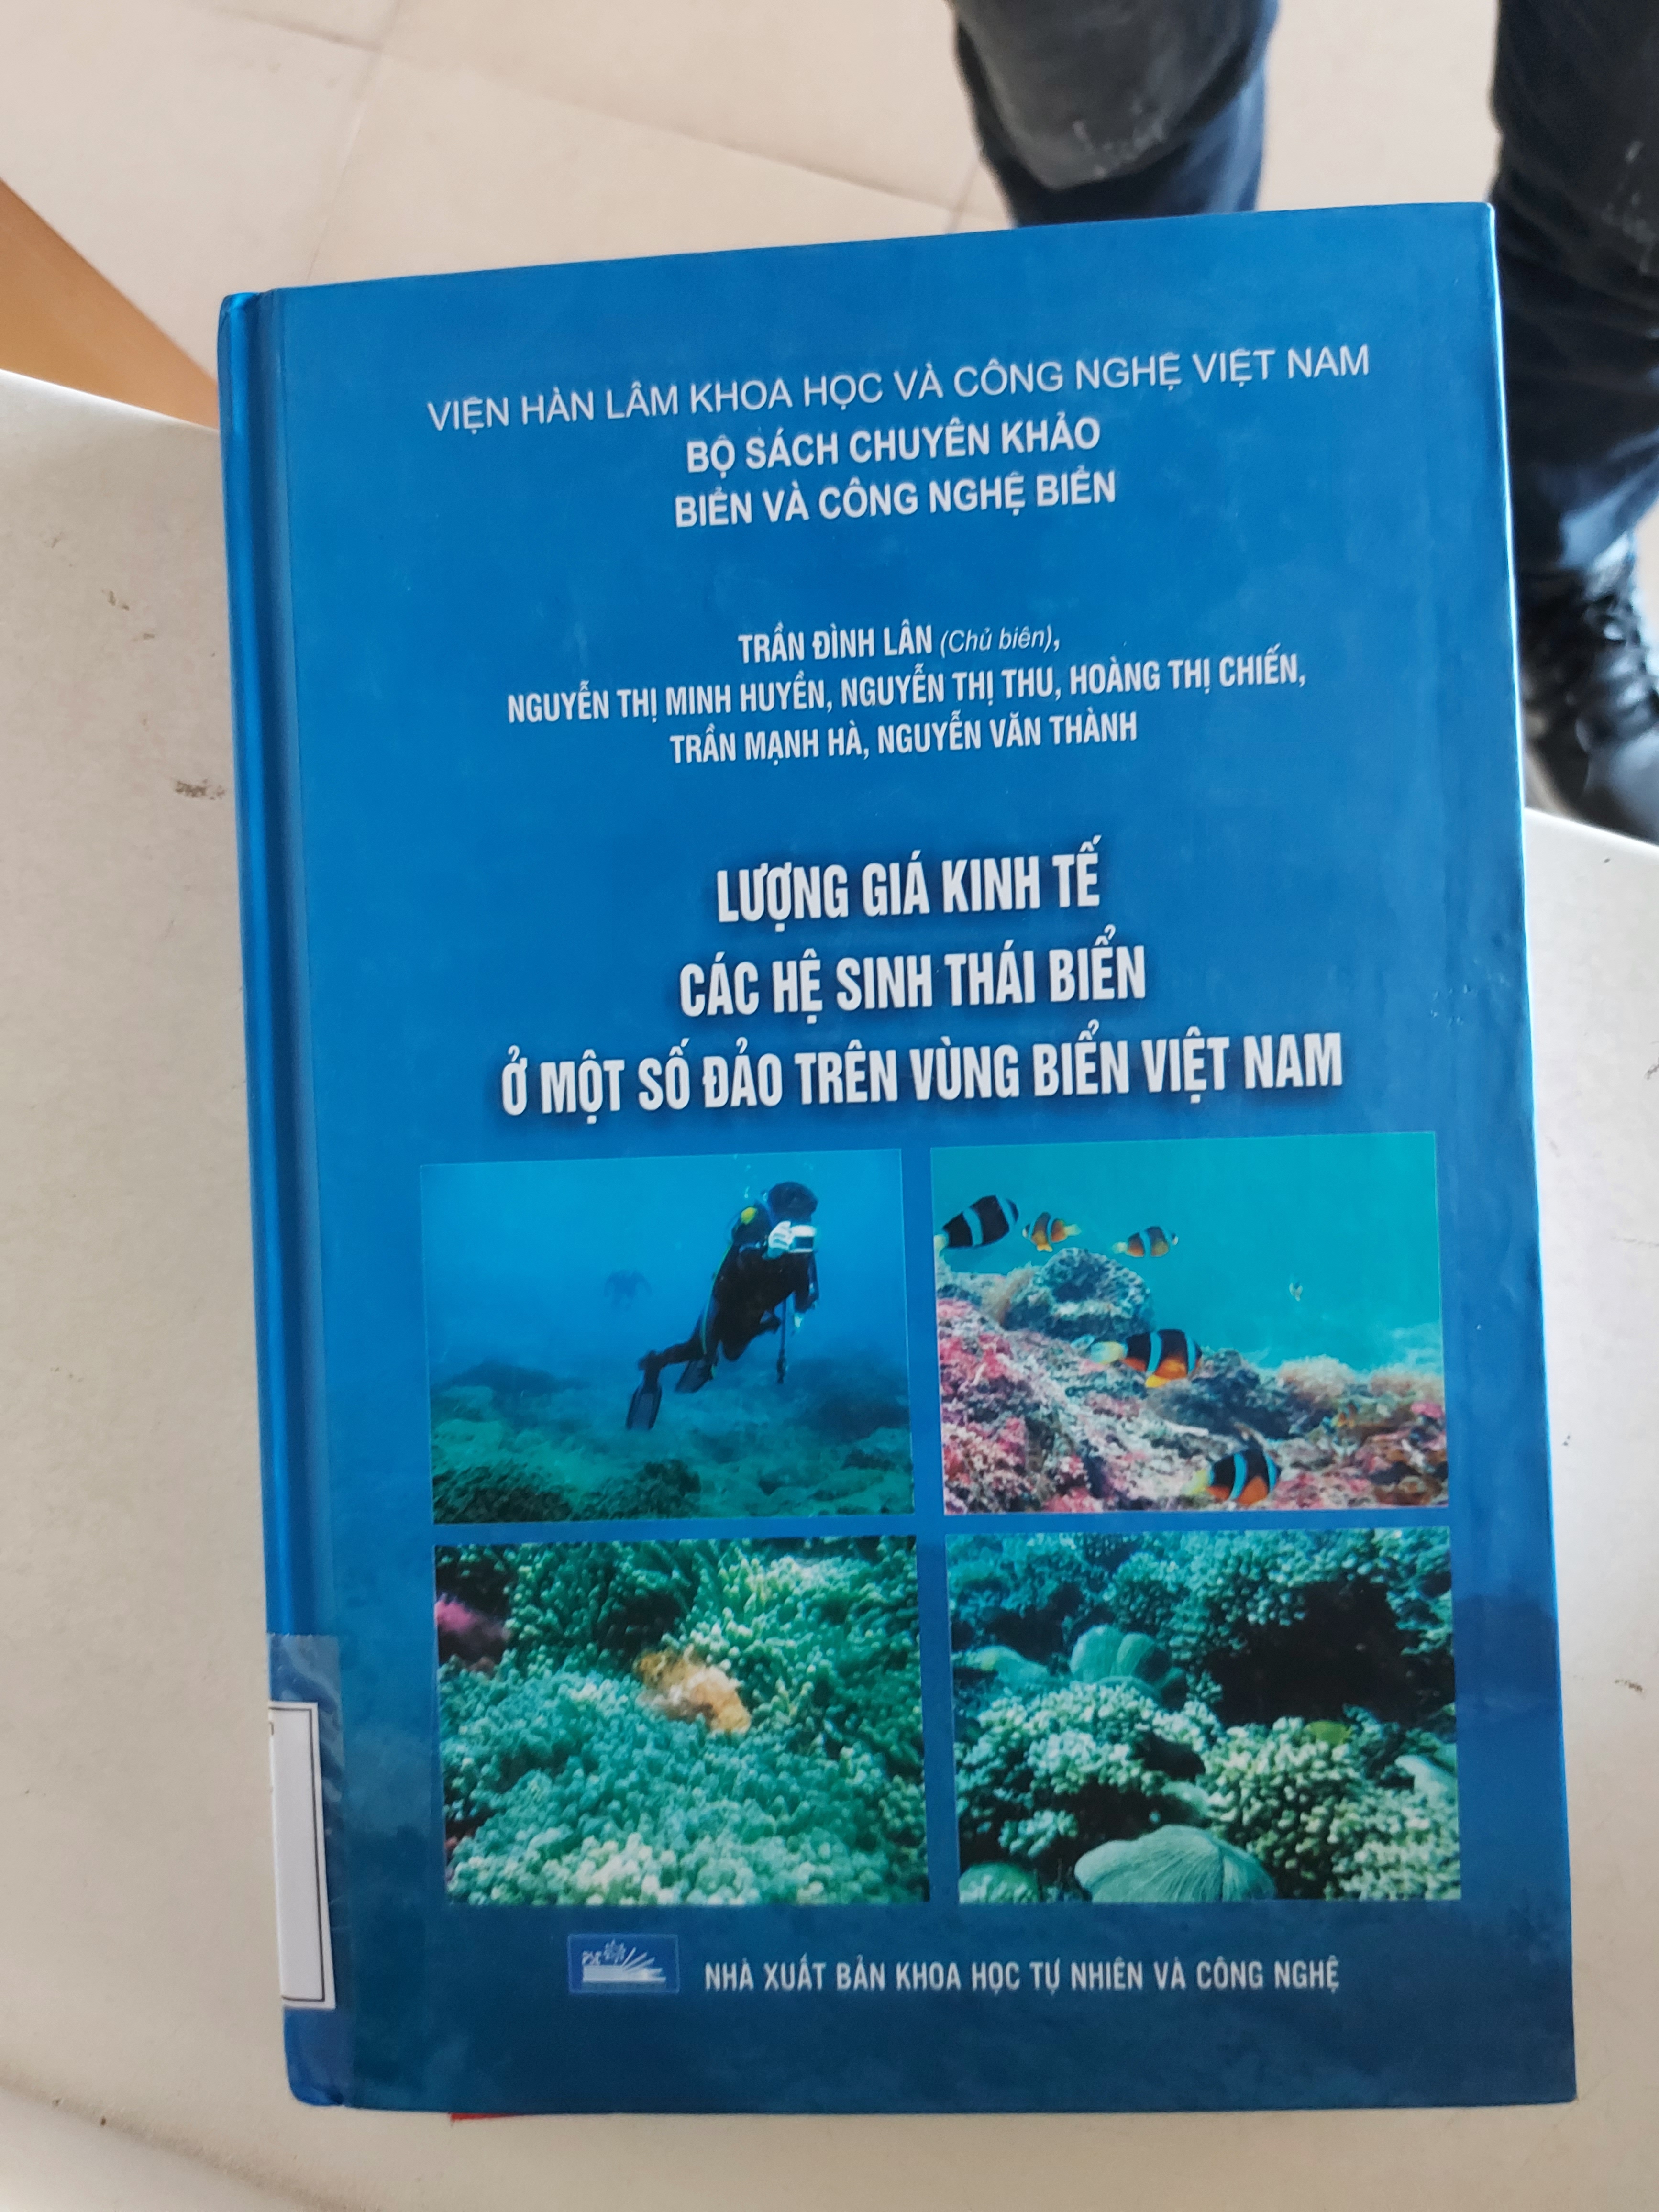 VIỆN HÀN LÂM KHOA HỌC VÀ CÔNG NGHỆ VIỆT NAM
BỘ SÁCH CHUYÊN KHẢO
BIỂN VÀ CÔNG NGHỆ BIỂN
TRẦN ĐÌNH LÂN (Chủ biên),
NGUYỄN THỊ MINH HUYỀN, NGUYỄN THỊ THU, HOÀNG THỊ CHIẾN,
TRẦN MẠNH HÀ, NGUYỄN VĂN THÀNH
LƯỢNG GIÁ KINH TẾ
CÁC HỆ SINH THÁI BIỂN
Ở MỘT SỐ ĐẢO TRÊN VÙNG BIỂN VIỆT NAM
NHÀ XUẤT BẢN KHOA HỌC TỰ NHIÊN VÀ CÔNG NGHỆ